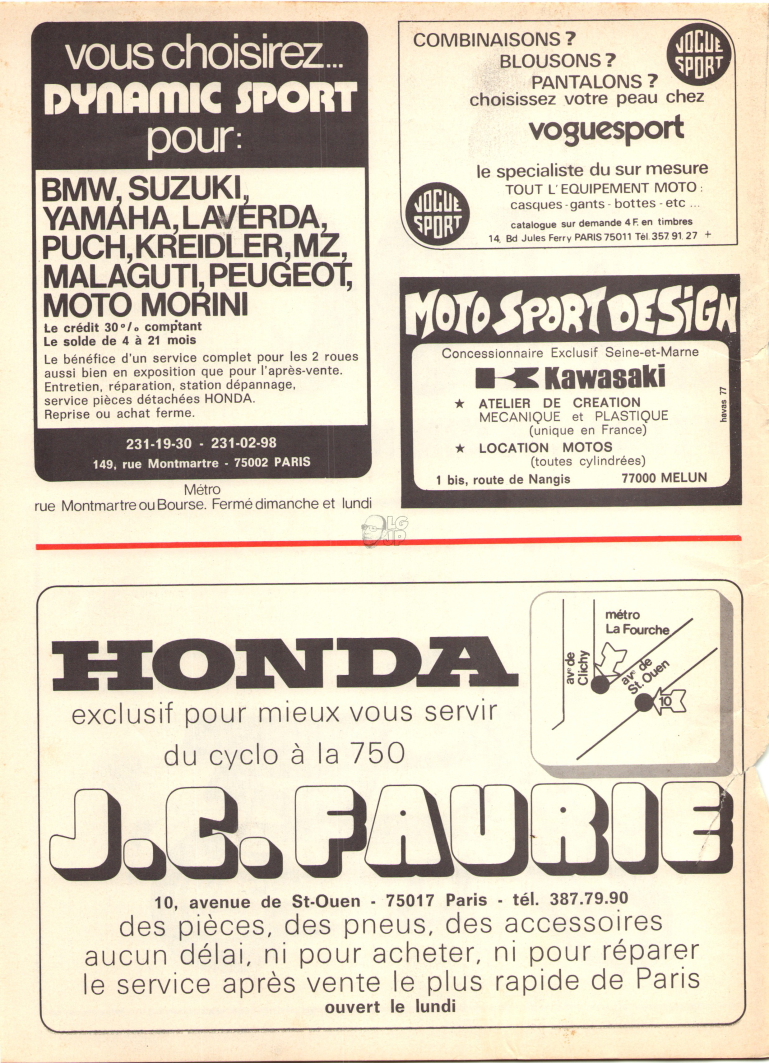 vous choisirez...
DYNAMIC SPORT
pour:
BMW, SUZUKI,
YAMAHA, LAVERDA,
PUCH, KREIDLER, MZ,
MALAGUTI, PEUGEOT,
MOTO MORINI
Le crédit 30 % comptant
Le solde de 4 à 21 mois
Le bénéfice d'un service complet pour les 2 roues
aussi bien en exposition que pour l'après-vente.
Entretien, réparation, station dépannage,
service pièces détachées HONDA.
Reprise ou achat ferme.
231-19-30 - 231-02-98
149, rue Montmartre - 75002 PARIS
Métro
rue Montmartre ou Bourse. Fermé dimanche et lundi
COMBINAISONS ?
BLOUSONS ?
PANTALONS ?
choisissez votre peau chez
VOGUE
SPORT
voguesport
le specialiste du sur mesure
TOUT L'EQUIPEMENT MOTO :
casques - gants - bottes - etc ...
VOGUE
SPORT
catalogue sur demande 4 F. en timbres
14, Bd Jules Ferry PARIS 75011 Tél. 357. 91. 27 +
MOTO SPORT DESIGN
Concessionnaire Exclusif Seine-et-Marne
Kawasaki
★ ATELIER DE CREATION
MECANIQUE et PLASTIQUE
(unique en France)
★ LOCATION MOTOS
(toutes cylindrées)
1 bis, route de Nangis 77000 MELUN
havas 77
LG
JP
HONDA
exclusif pour mieux vous servir
du cyclo à la 750
métro
La Fourche
ave de
Clichy
ave de
St. Ouen
10
J.C. FAURIE
10, avenue de St-Ouen - 75017 Paris - tél. 387.79.90
des pièces, des pneus, des accessoires
aucun délai, ni pour acheter, ni pour réparer
le service après vente le plus rapide de Paris
ouvert le lundi